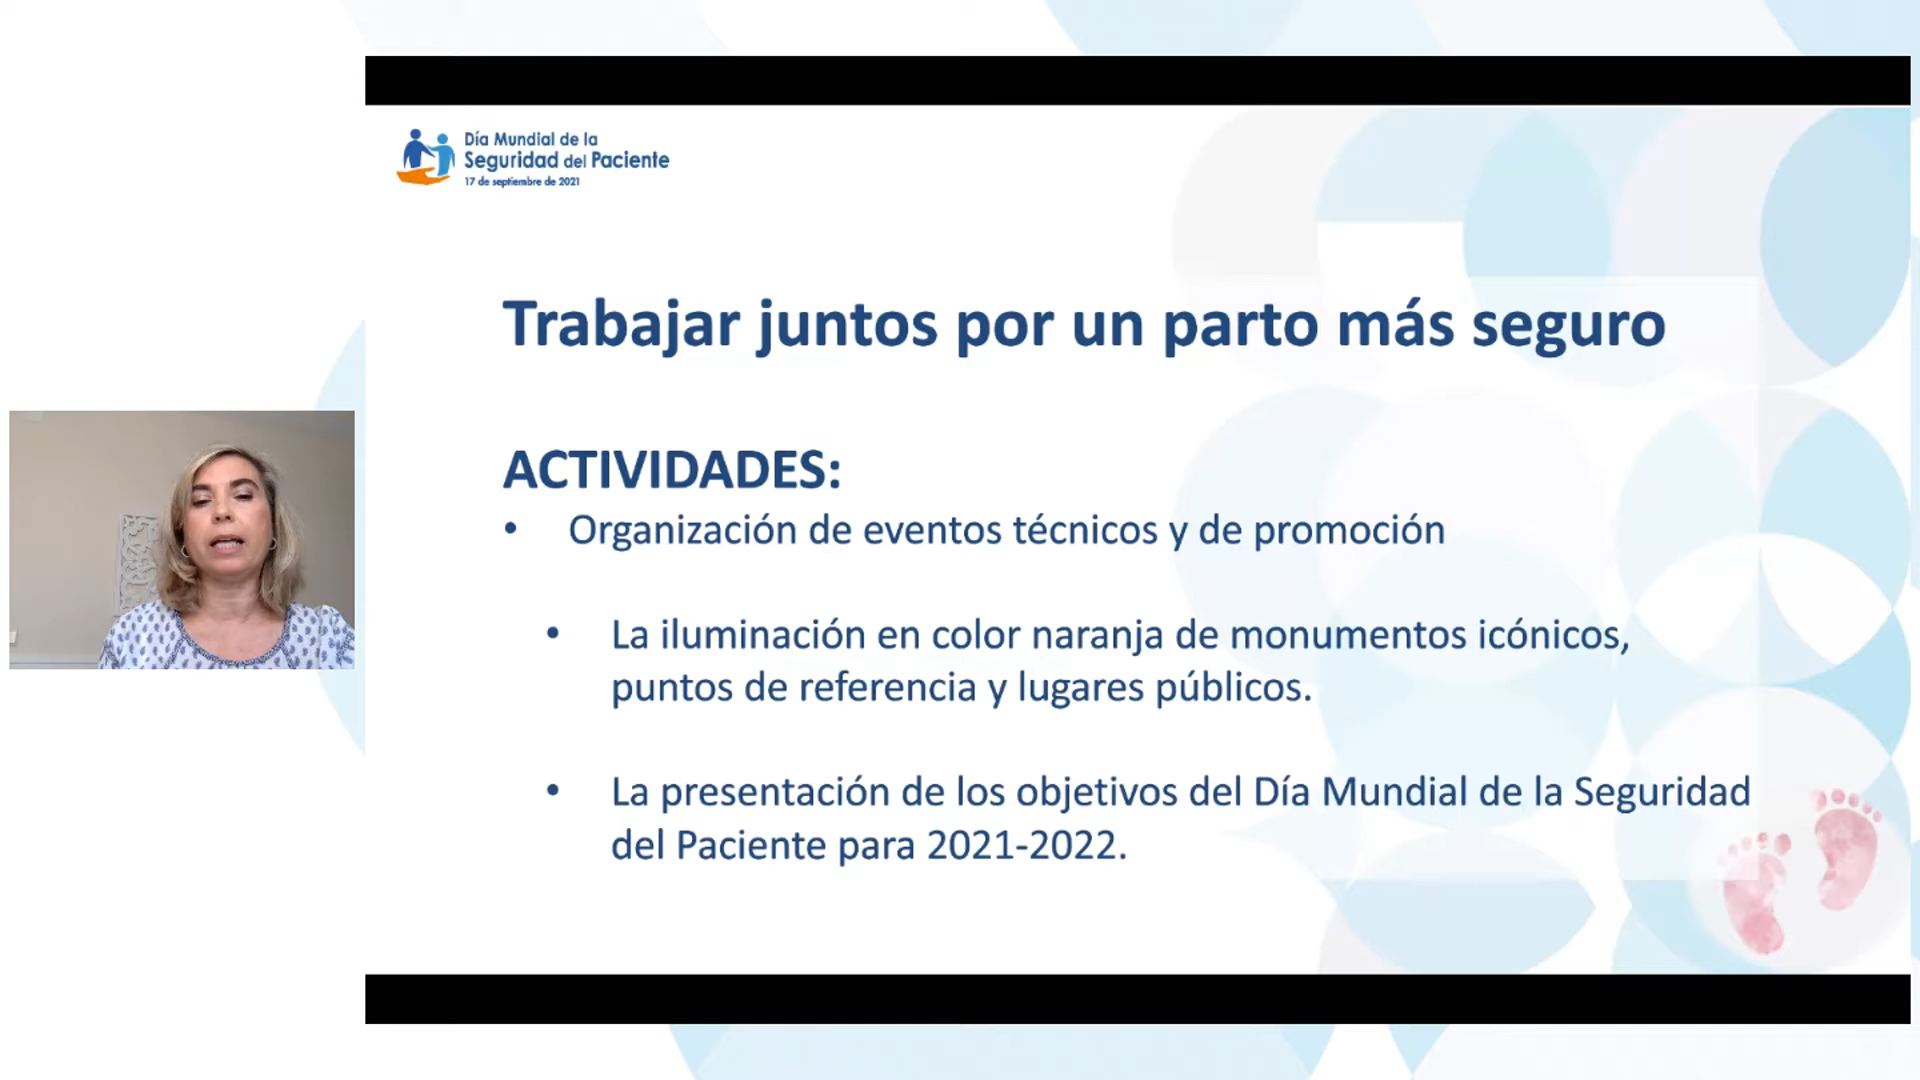 Día Mundial de la
Seguridad del Paciente
17 de septiembre de 2021
Trabajar juntos por un parto más seguro
ACTIVIDADES:
• Organización de eventos técnicos y de promoción
• La iluminación en color naranja de monumentos icónicos,
puntos de referencia y lugares públicos.
• La presentación de los objetivos del Día Mundial de la Seguridad
del Paciente para 2021-2022.